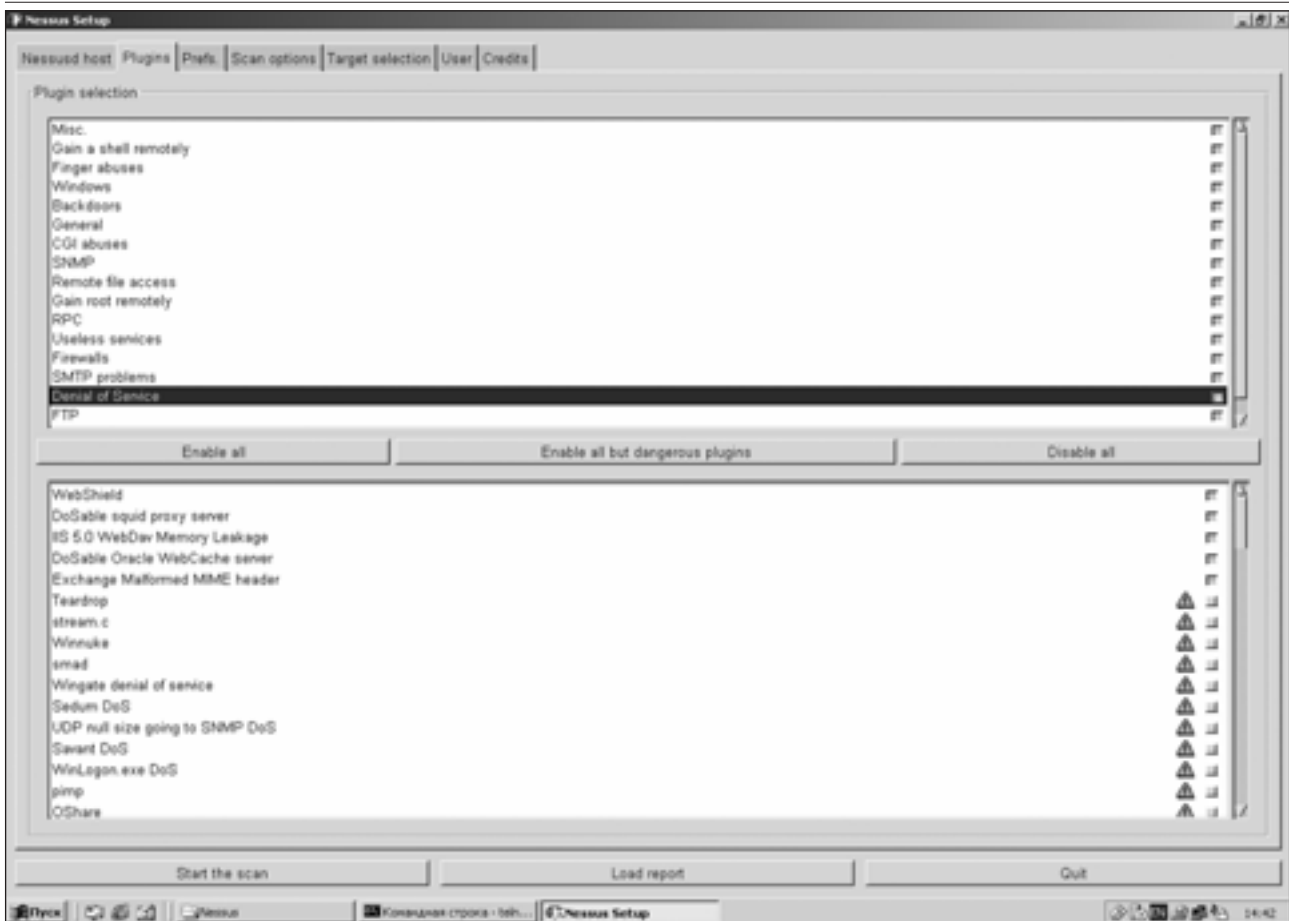 Nessus Setup
Nessusd host Plugins Prefs. Scan options Target selection User Credits
Plugin selection
Misc.
Gain a shell remotely
Finger abuses
Windows
Backdoors
General
CGI abuses
SNMP
Remote file access
Gain root remotely
RPC
Useless services
Firewalls
SMTP problems
Denial of Service
FTP
Enable all Enable all but dangerous plugins Disable all
WebShield
DoSable squid proxy server
IIS 5.0 WebDav Memory Leakage
DoSable Oracle WebCache server
Exchange Malformed MIME header
Teardrop
stream.c
Winnuke
smad
Wingate denial of service
Sedum DoS
UDP null size going to SNMP DoS
Savant DoS
WinLogon.exe DoS
pimp
OShare
Start the scan Load report Quit
Пуск Nessus Командная строка - teln... Nessus Setup 14:42